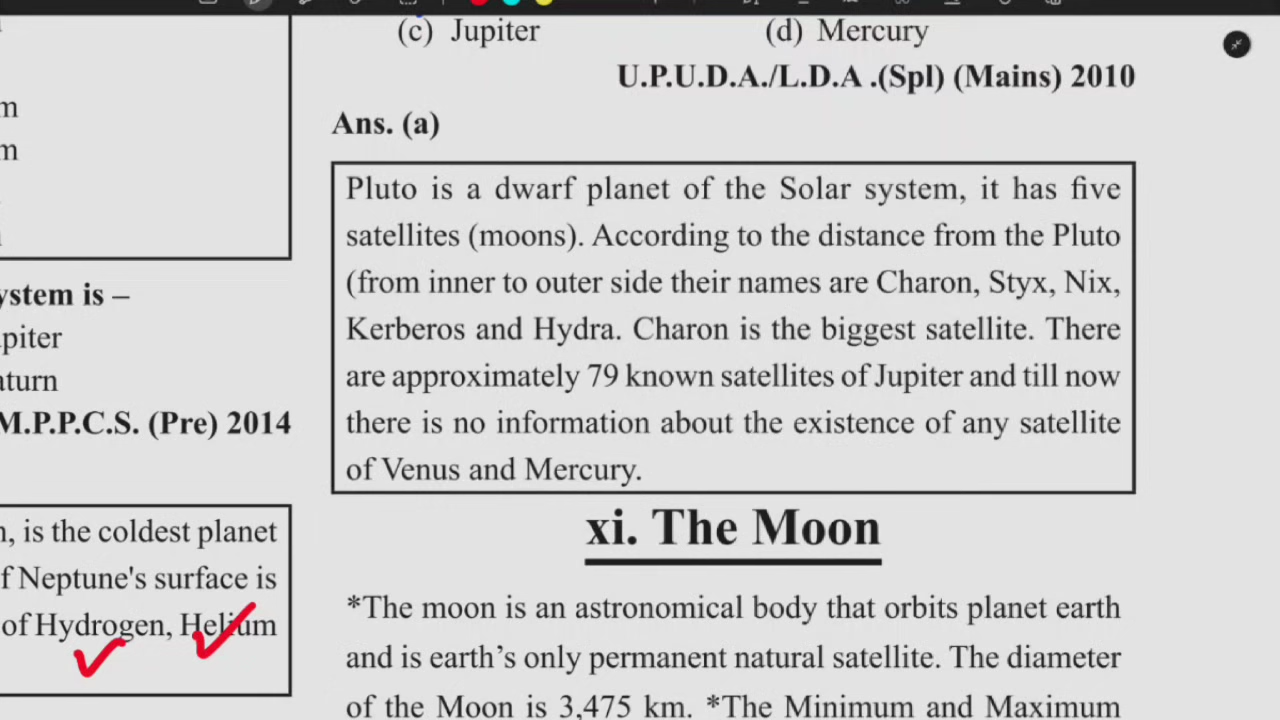 m
m
ystem is –
piter
aturn
M.P.P.C.S. (Pre) 2014
n, is the coldest planet
f Neptune's surface is
of Hydrogen, Helium
(c) Jupiter (d) Mercury
U.P.U.D.A./L.D.A .(Spl) (Mains) 2010
Ans. (a)
Pluto is a dwarf planet of the Solar system, it has five
satellites (moons). According to the distance from the Pluto
(from inner to outer side their names are Charon, Styx, Nix,
Kerberos and Hydra. Charon is the biggest satellite. There
are approximately 79 known satellites of Jupiter and till now
there is no information about the existence of any satellite
of Venus and Mercury.
xi. The Moon
*The moon is an astronomical body that orbits planet earth
and is earth’s only permanent natural satellite. The diameter
of the Moon is 3,475 km. *The Minimum and Maximum